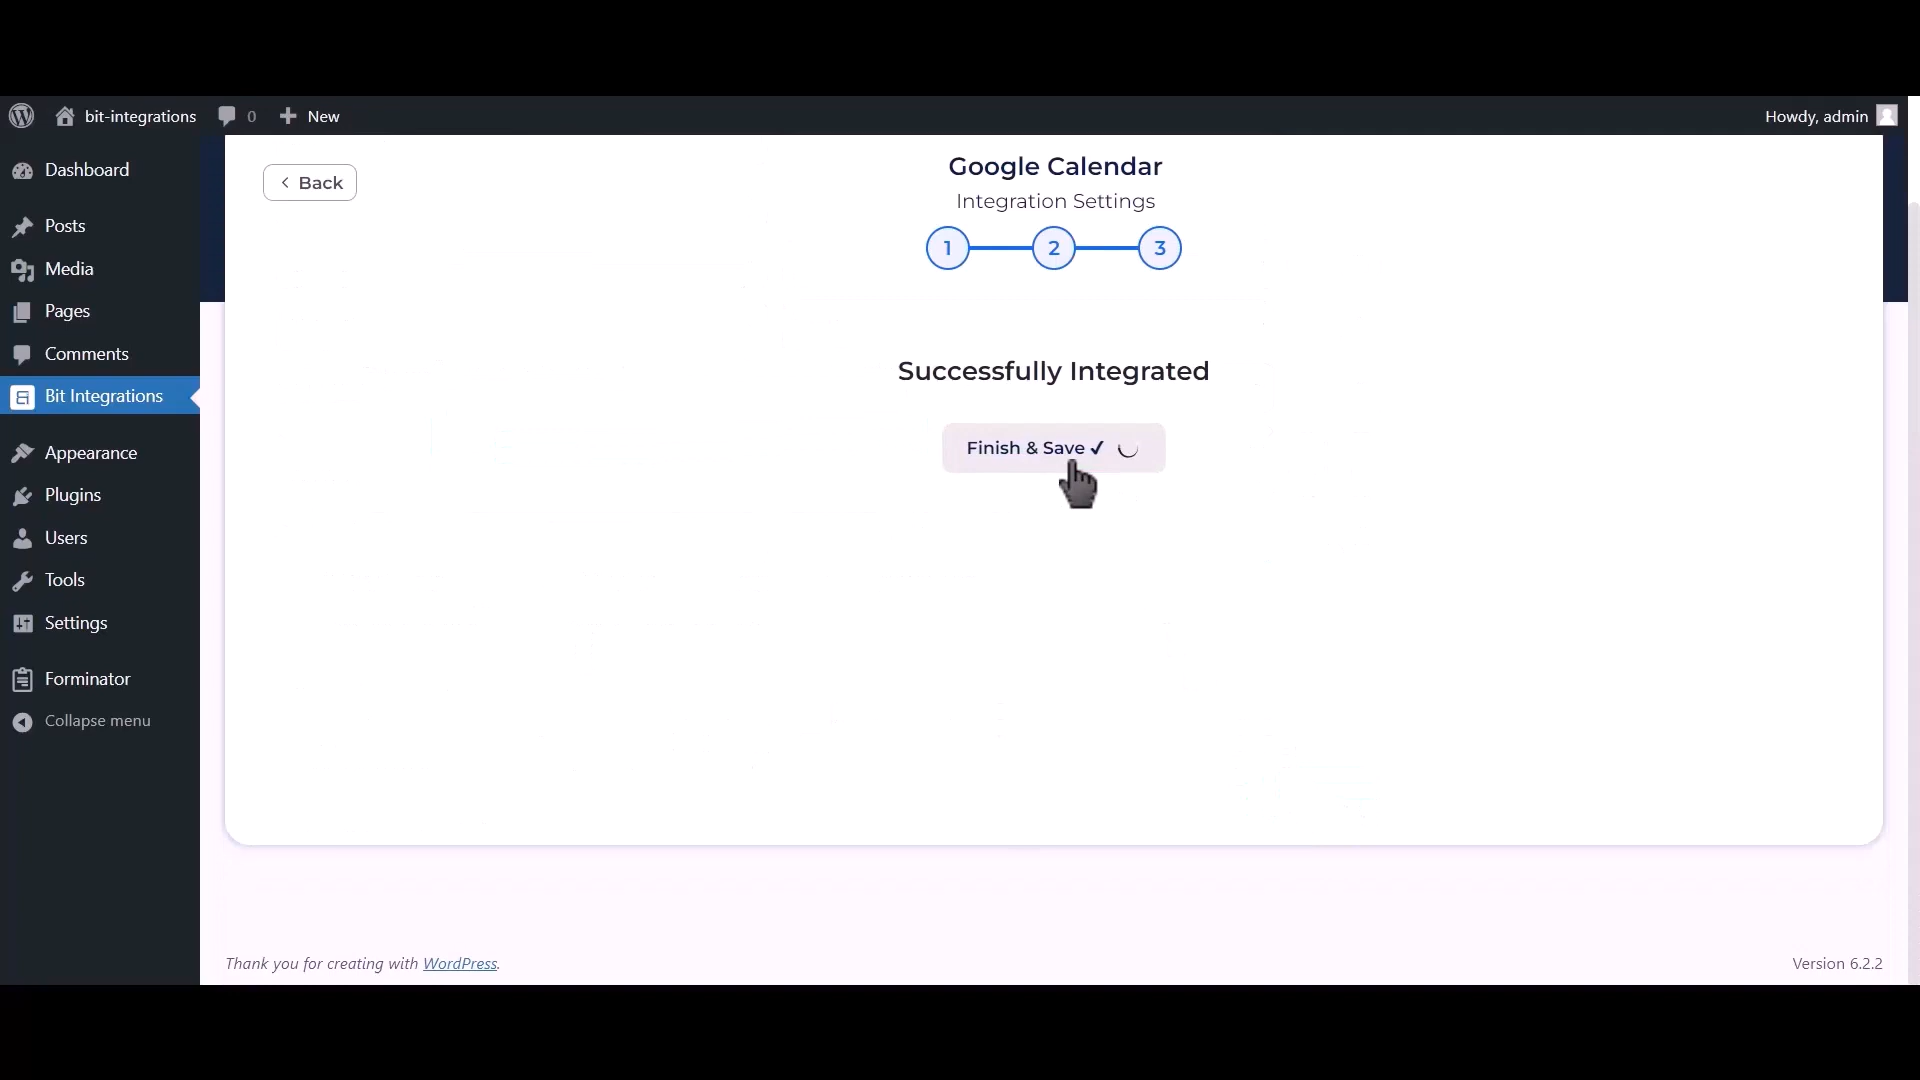 bit-integrations 0 New Howdy, admin
Dashboard
Posts
Media
Pages
Comments
Bit Integrations
Appearance
Plugins
Users
Tools
Settings
Forminator
Collapse menu
Back
Google Calendar
Integration Settings
1 2 3
Successfully Integrated
Finish & Save ✓
Thank you for creating with WordPress.
Version 6.2.2